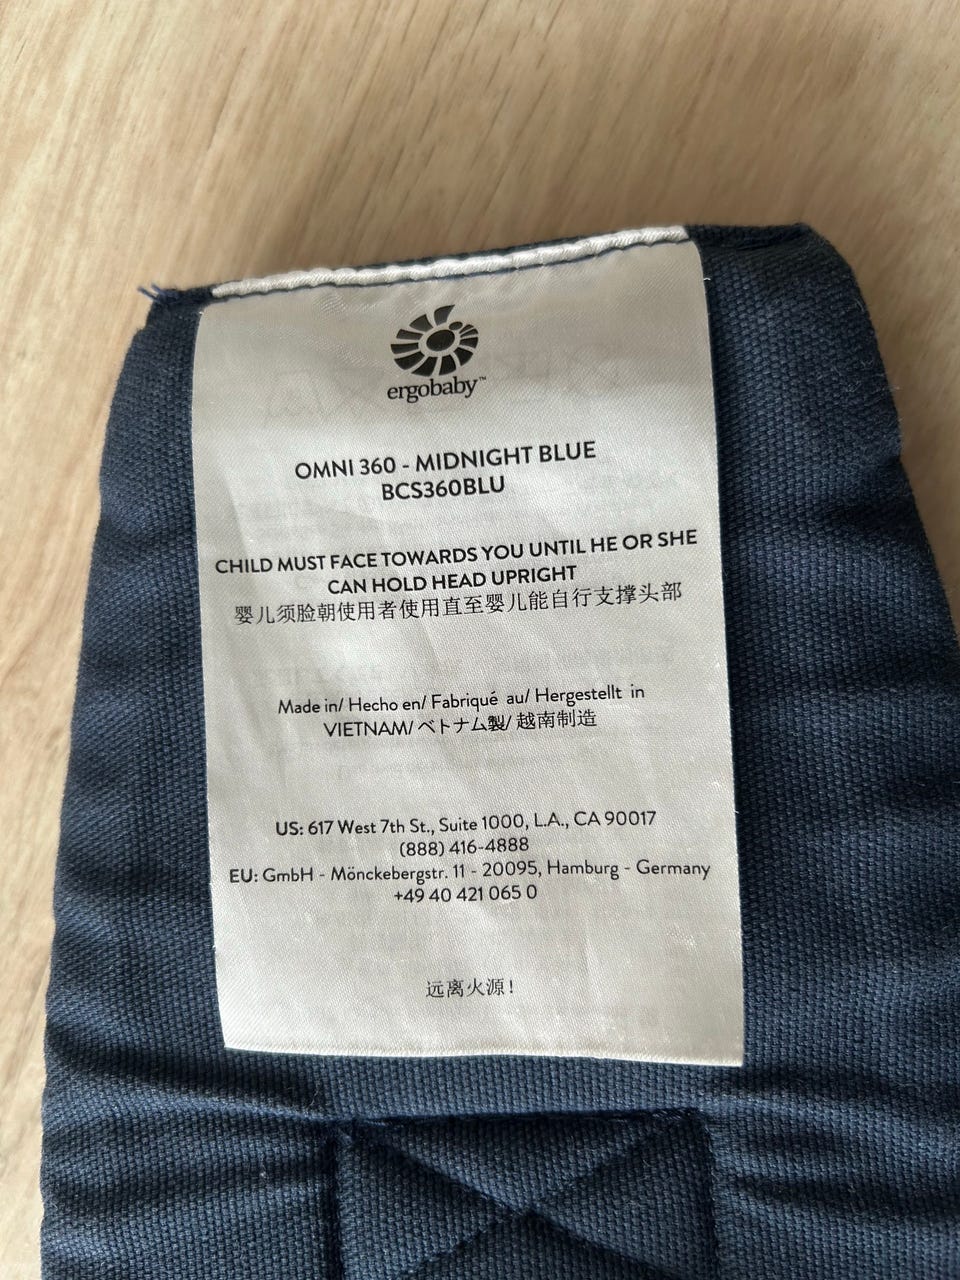 ergobaby™
OMNI 360 - MIDNIGHT BLUE
BCS360BLU
CHILD MUST FACE TOWARDS YOU UNTIL HE OR SHE
CAN HOLD HEAD UPRIGHT
婴儿须脸朝使用者使用直至婴儿能自行支撑头部
Made in/ Hecho en/ Fabriqué au/ Hergestellt in
VIETNAM/ ベトナム製/ 越南制造
US: 617 West 7th St., Suite 1000, L.A., CA 90017
(888) 416-4888
EU: GmbH - Mönckebergstr. 11 - 20095, Hamburg - Germany
+49 40 421 065 0
远离火源!